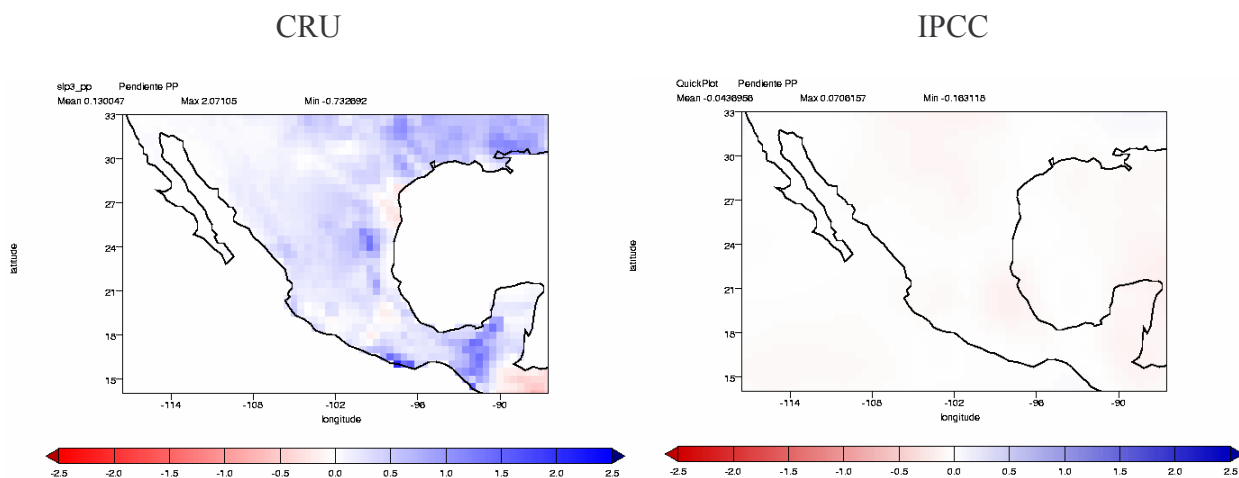 CRU
IPCC
slp3_pp Pendiente PP
Mean 0.130047 Max 2.07105 Min -0.732692
33
30
27
24
21
18
15
latitude
-114 -108 -102 -96 -90
longitude
-2.5 -2.0 -1.5 -1.0 -0.5 0.0 0.5 1.0 1.5 2.0 2.5
QuickPlot Pendiente PP
Mean -0.0436956 Max 0.0706157 Min -0.163118
33
30
27
24
21
18
15
latitude
-114 -108 -102 -96 -90
longitude
-2.5 -2.0 -1.5 -1.0 -0.5 0.0 0.5 1.0 1.5 2.0 2.5